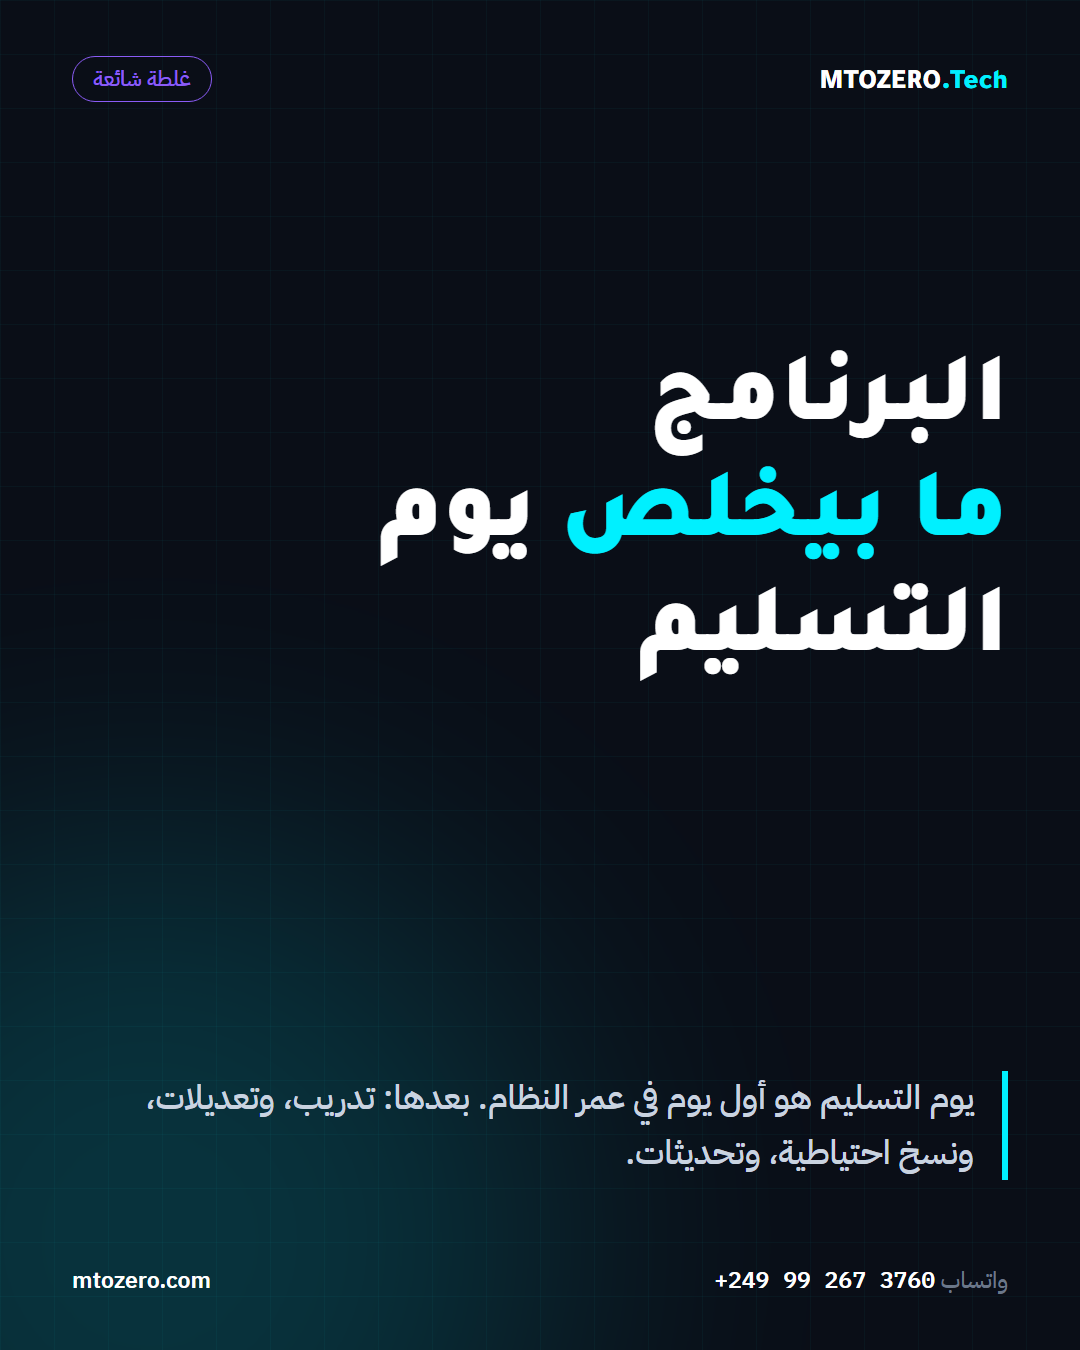 MTOZERO.Tech
غلطة شائعة
البرنامج
ما بيخلص يوم
التسليم
يوم التسليم هو أول يوم في عمر النظام. بعدها: تدريب، وتعديلات،
ونسخ احتياطية، وتحديثات.
واتساب +249 99 267 3760
mtozero.com